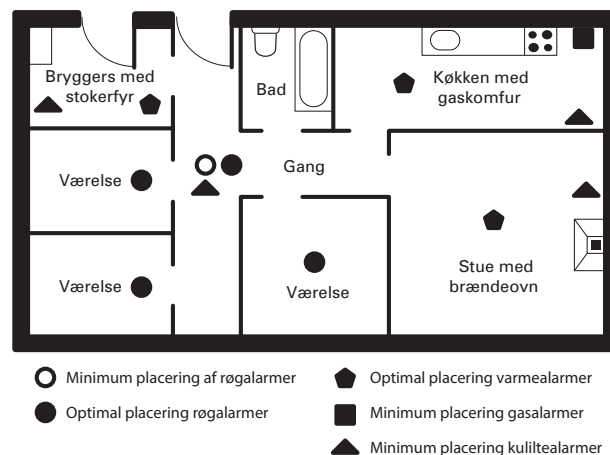 Bryggers med
stokerfyr
Bad
Køkken med
gaskomfur
Værelse
Gang
Værelse
Værelse
Stue med
brændeovn
Minimum placering af røgalarmer
Optimal placering røgalarmer
Optimal placering varmealarmer
Minimum placering gasalarmer
Minimum placering kuliltealarmer